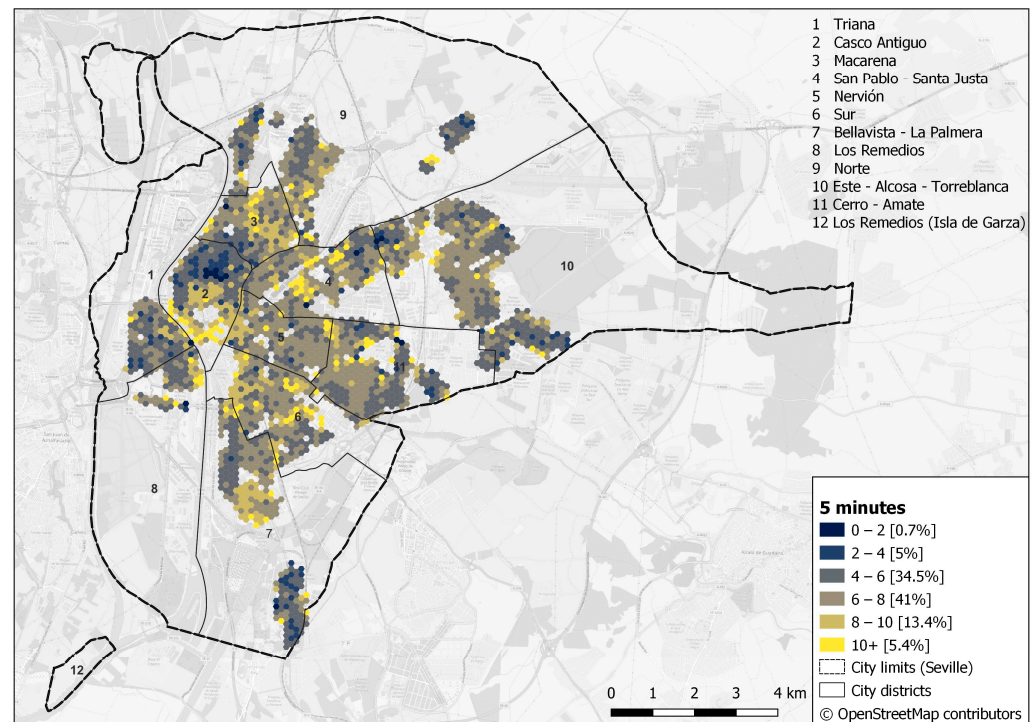 1 Triana
2 Casco Antiguo
3 Macarena
4 San Pablo - Santa Justa
5 Nervión
6 Sur
7 Bellavista - La Palmera
8 Los Remedios
9 Norte
10 Este - Alcosa - Torreblanca
11 Cerro - Amate
12 Los Remedios (Isla de Garza)
9
3
10
1
4
2
5
11
6
8
7
12
5 minutes
0 – 2 [0.7%]
2 – 4 [5%]
4 – 6 [34.5%]
6 – 8 [41%]
8 – 10 [13.4%]
10+ [5.4%]
City limits (Seville)
City districts
© OpenStreetMap contributors
0 1 2 3 4 km